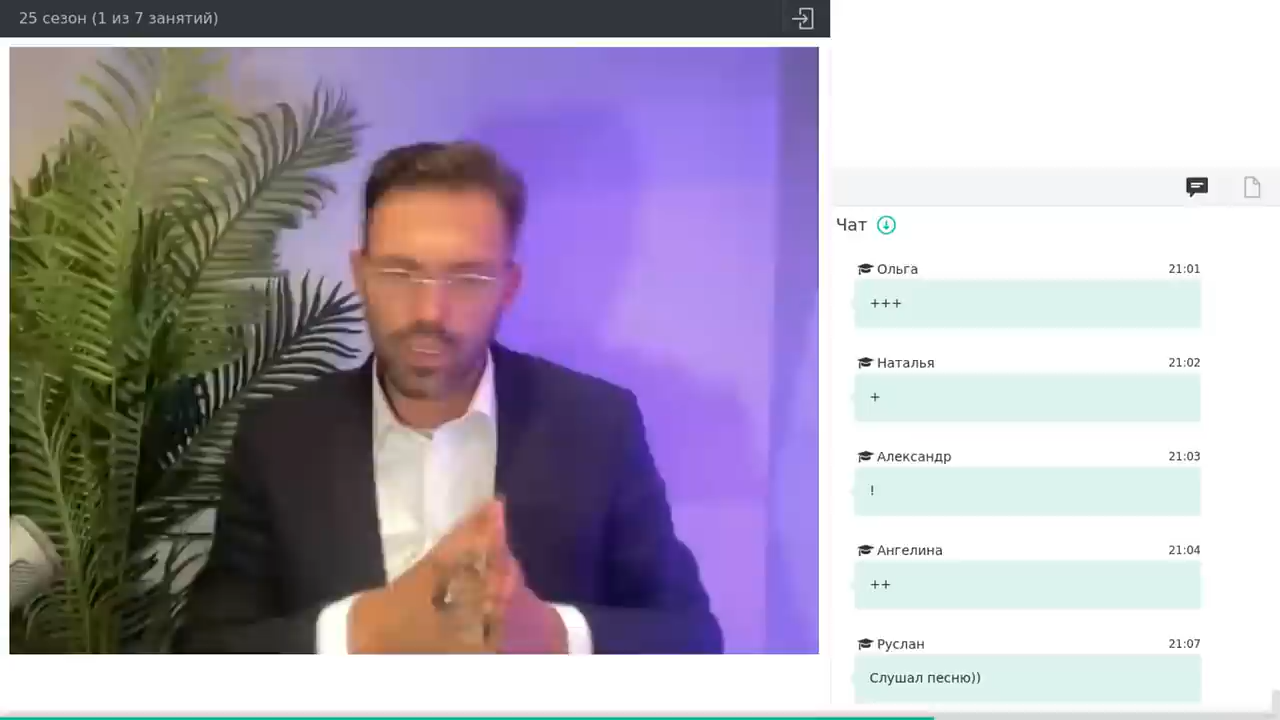 25 сезон (1 из 7 занятий)
Чат
Ольга 21:01
+++
Наталья 21:02
+
Александр 21:03
!
Ангелина 21:04
++
Руслан 21:07
Слушал песню))